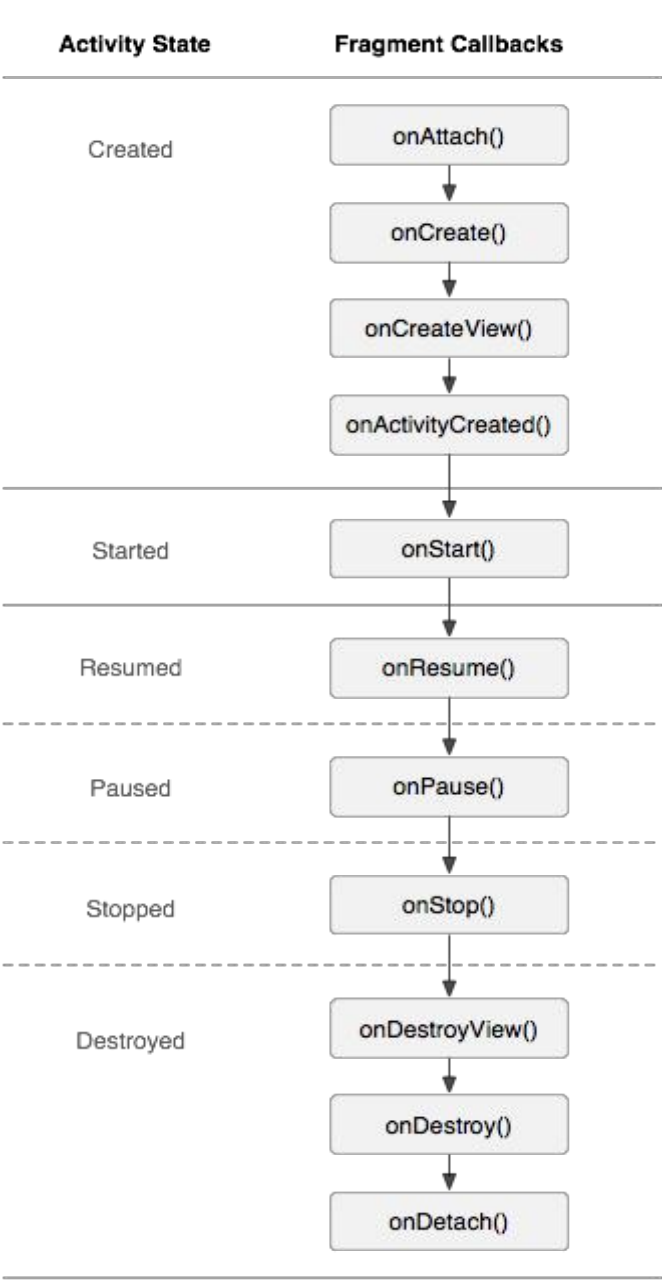 Activity State
Fragment Callbacks
Created
onAttach()
onCreate()
onCreateView()
onActivityCreated()
Started
onStart()
Resumed
onResume()
Paused
onPause()
Stopped
onStop()
Destroyed
onDestroyView()
onDestroy()
onDetach()